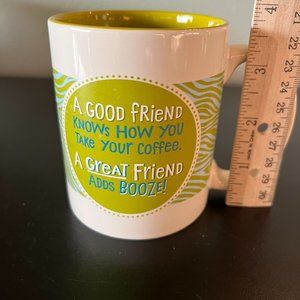 A GOOD FRIEND
KNOWS HOW YOU
TAKE YOUR COFFEE.
A GREAT FRIEND
ADDS BOOZE!